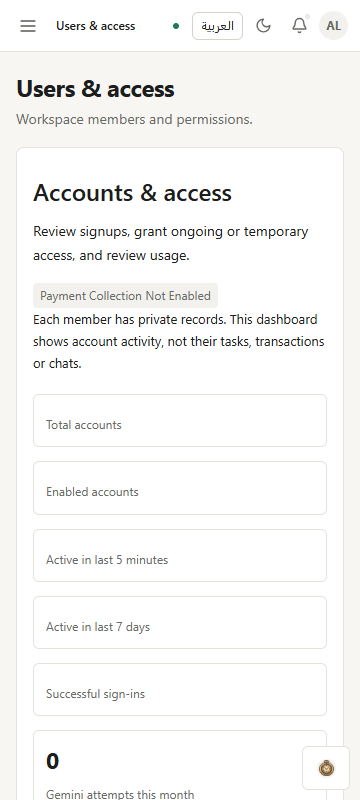 Users & access
العربية
AL
Users & access
Workspace members and permissions.
Accounts & access
Review signups, grant ongoing or temporary
access, and review usage.
Payment Collection Not Enabled
Each member has private records. This dashboard
shows account activity, not their tasks, transactions
or chats.
Total accounts
Enabled accounts
Active in last 5 minutes
Active in last 7 days
Successful sign-ins
0
Gemini attempts this month